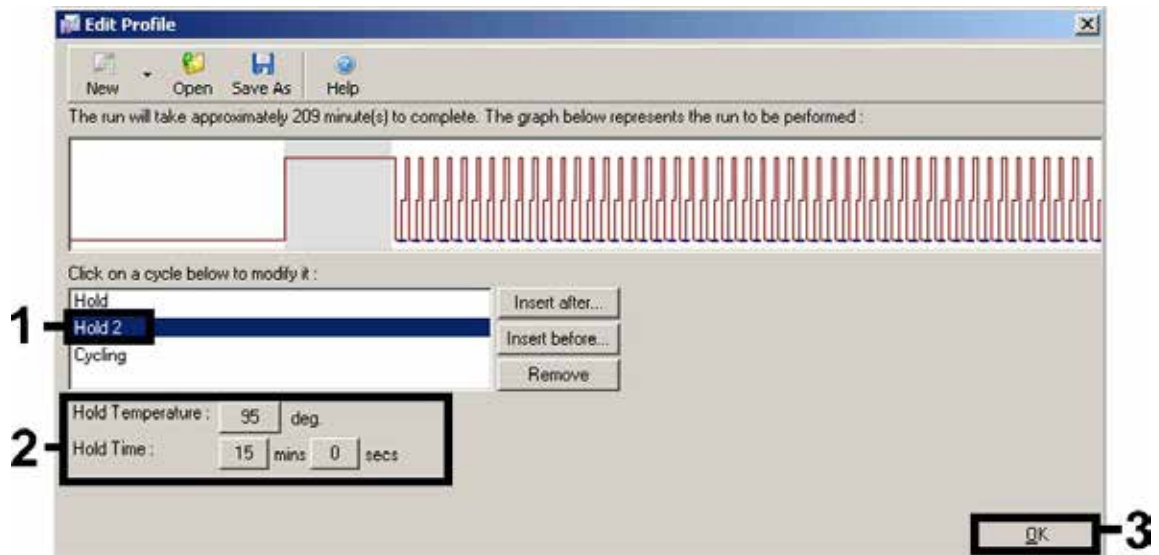 Edit Profile
New Open Save As Help
The run will take approximately 209 minute(s) to complete. The graph below represents the run to be performed :
Click on a cycle below to modify it :
Hold Insert after...
1 Hold 2 Insert before...
Cycling Remove
Hold Temperature : 95 deg.
2 Hold Time : 15 mins 0 secs
OK 3